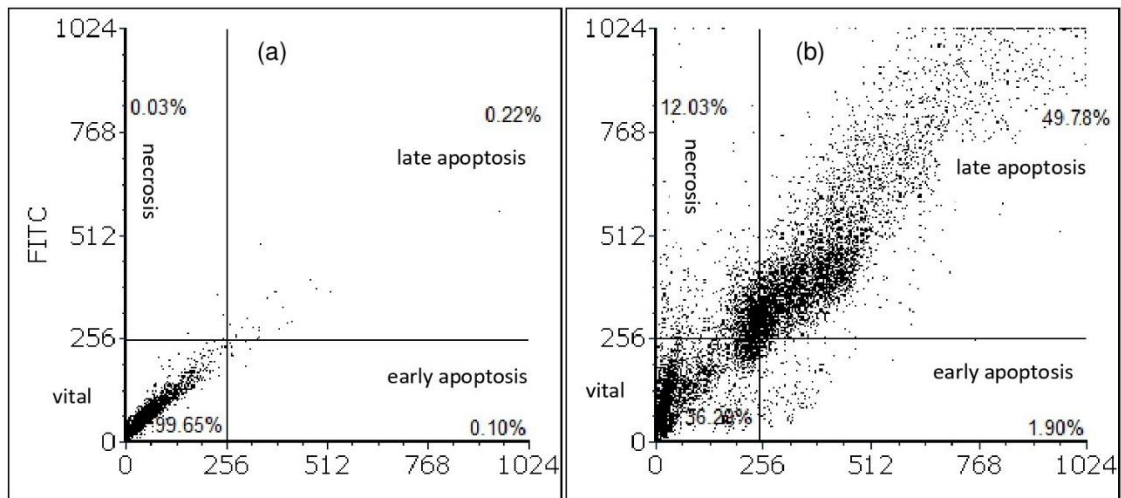 1024
(a)
0.03%
0.22%
768
necrosis
late apoptosis
512
FITC
256
early apoptosis
vital
99.65%
0.10%
0
0 256 512 768 1024
1024
(b)
12.03%
49.78%
768
necrosis
late apoptosis
512
256
early apoptosis
vital
36.29%
1.90%
0
0 256 512 768 1024